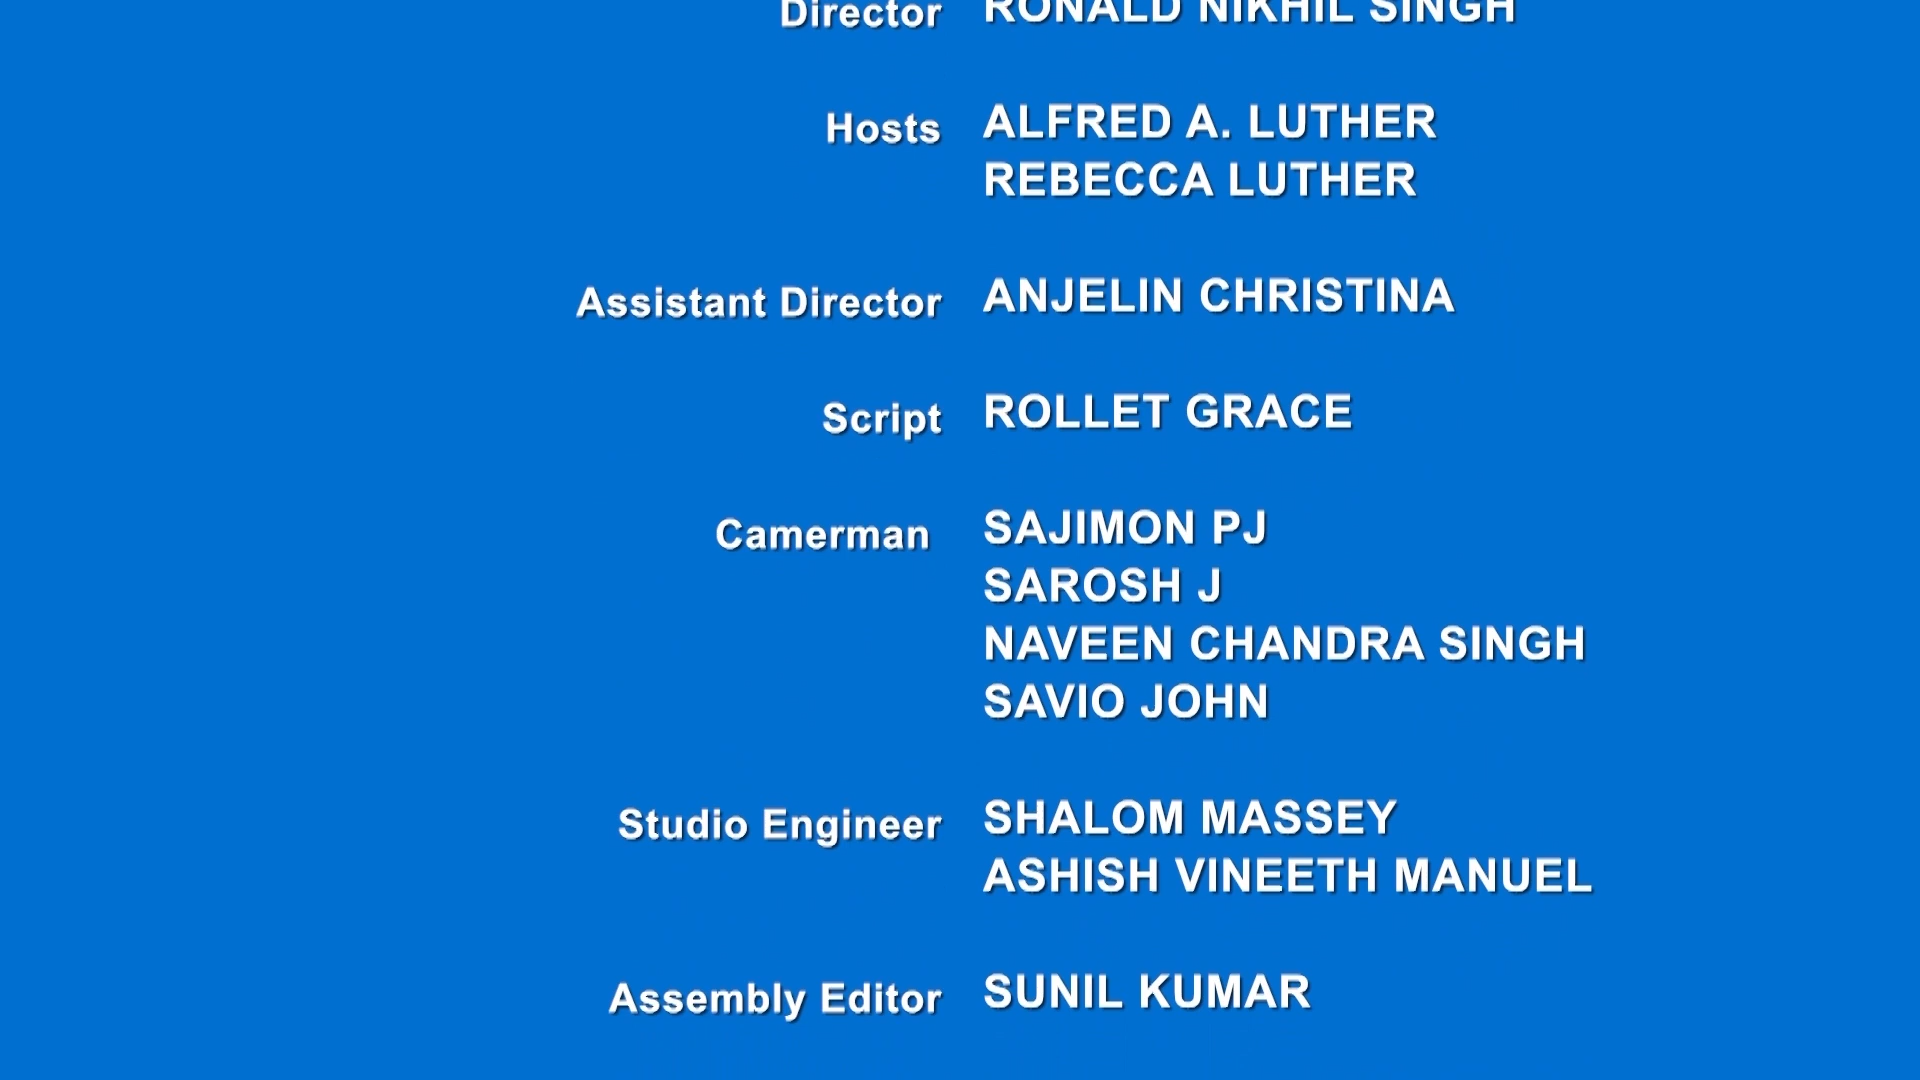 Director RONALD NIKHIL SINGH
Hosts ALFRED A. LUTHER
REBECCA LUTHER
Assistant Director ANJELIN CHRISTINA
Script ROLLET GRACE
Camerman SAJIMON PJ
SAROSH J
NAVEEN CHANDRA SINGH
SAVIO JOHN
Studio Engineer SHALOM MASSEY
ASHISH VINEETH MANUEL
Assembly Editor SUNIL KUMAR